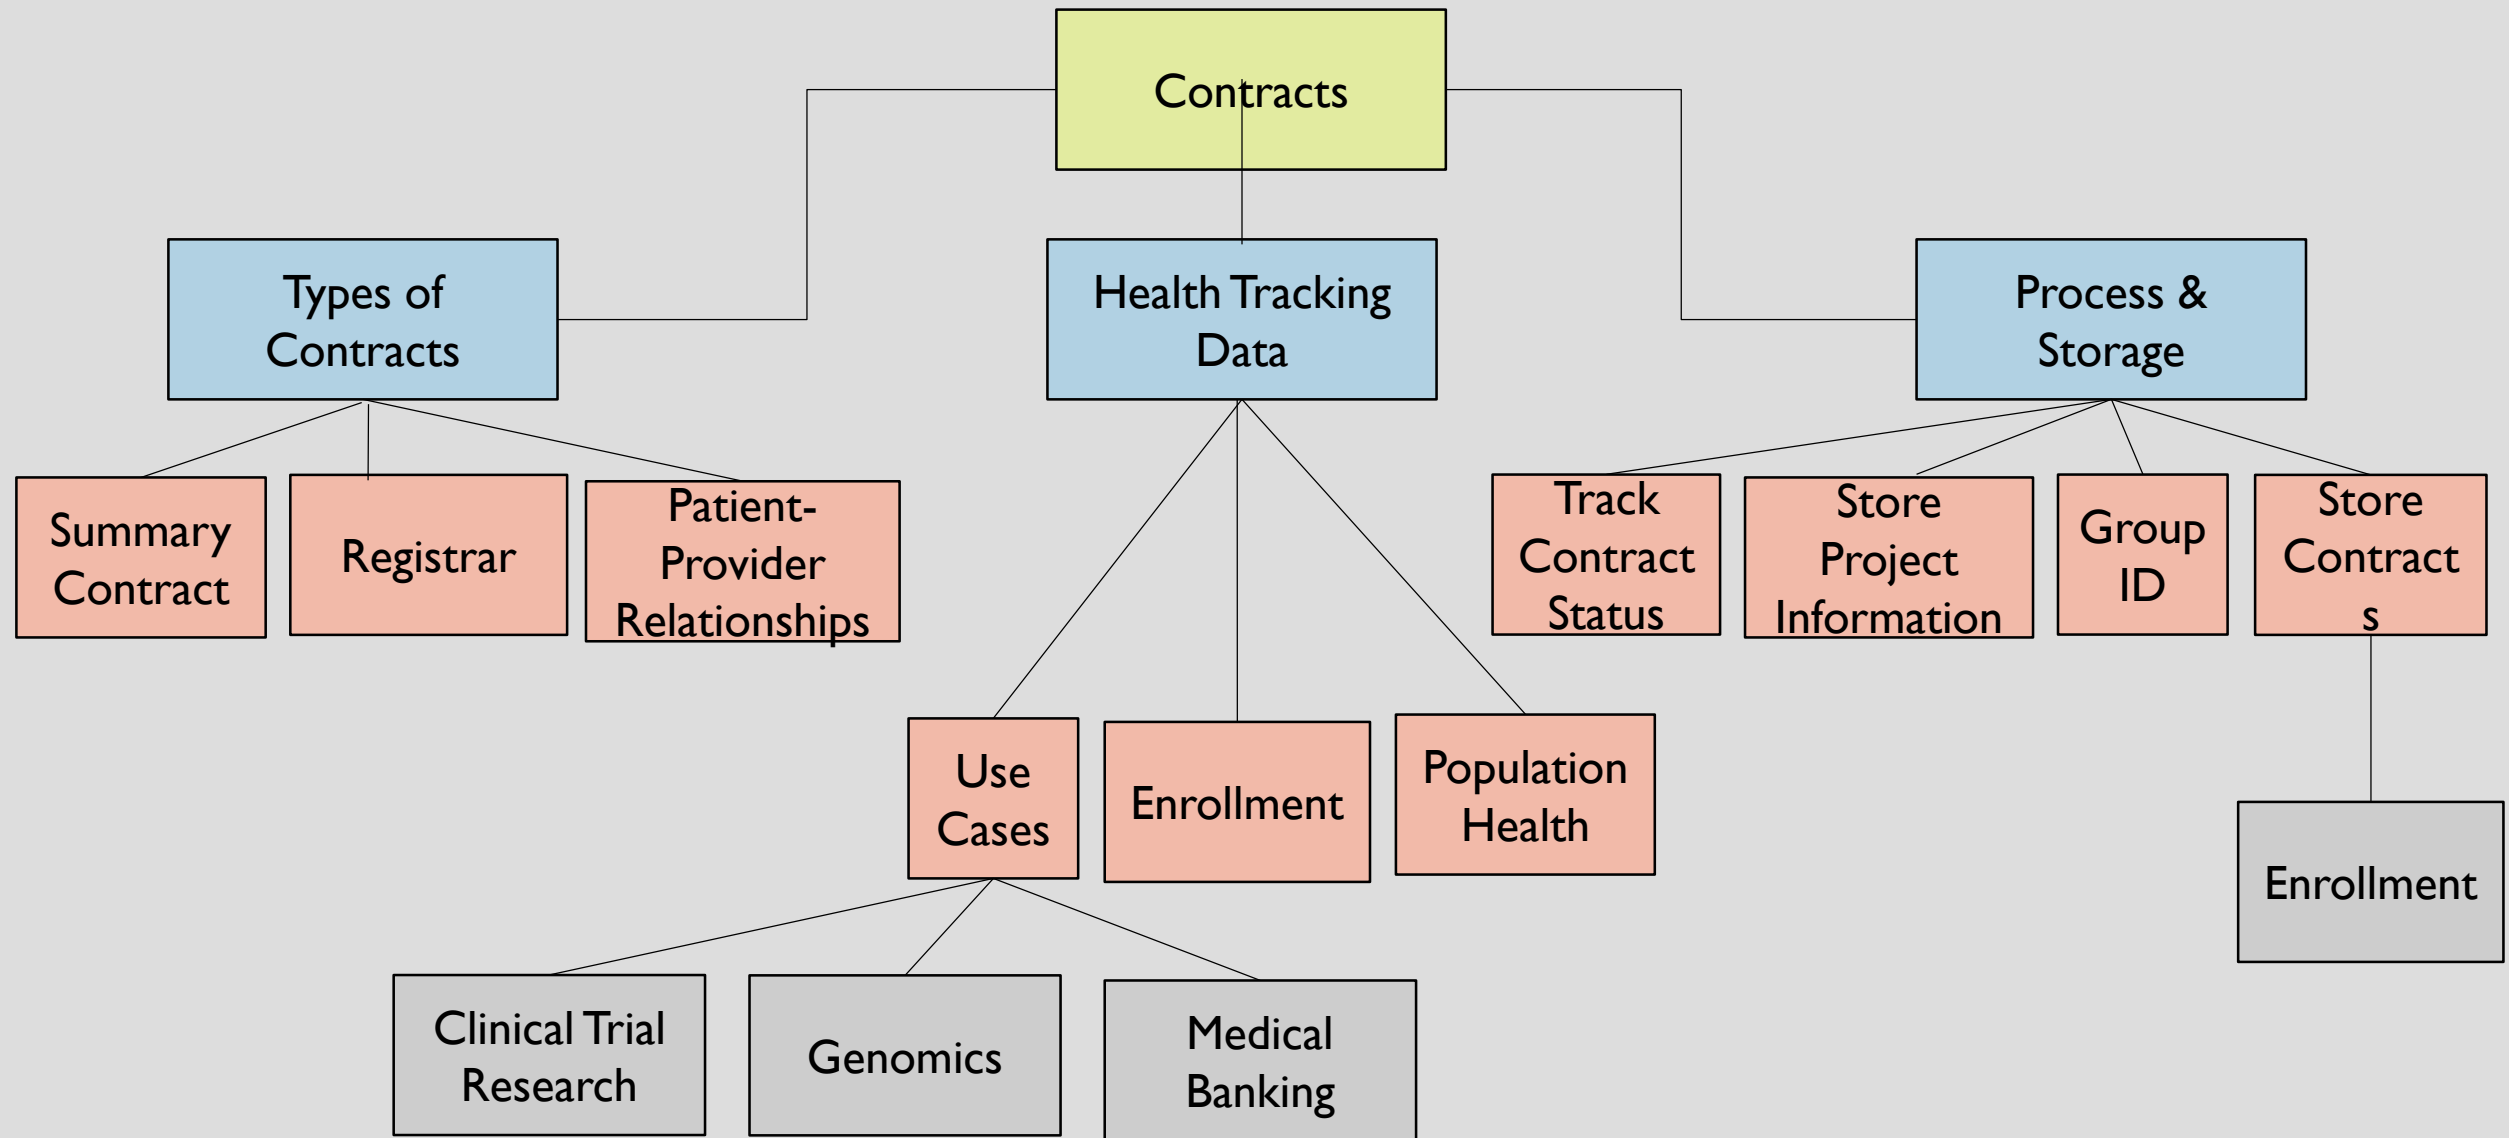 Contracts
Types of
Contracts
Health Tracking
Data
Process &
Storage
Summary
Contract
Registrar
Patient-
Provider
Relationships
Track
Contract
Status
Store
Project
Information
Group
ID
Store
Contract
s
Use
Cases
Enrollment
Population
Health
Enrollment
Clinical Trial
Research
Genomics
Medical
Banking